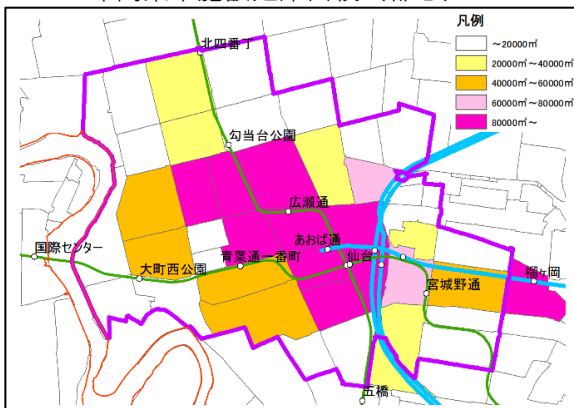 凡例
～20000㎡
20000㎡～40000㎡
40000㎡～60000㎡
60000㎡～80000㎡
80000㎡～
北四番丁
勾当台公園
広瀬通
あおば通
仙台
国際センター
青葉通一番町
大町西公園
宮城野通
榴ヶ岡
五橋